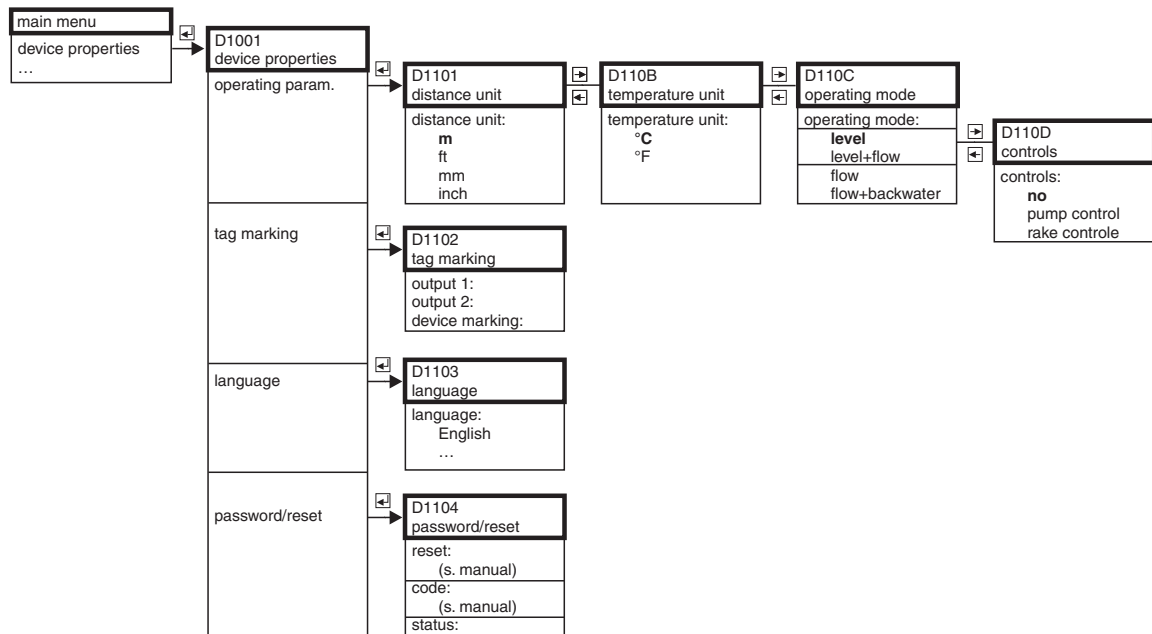 main menu
device properties
…
D1001
device properties
operating param.
D1101
distance unit
distance unit:
m
ft
mm
inch
D110B
temperature unit
temperature unit:
°C
°F
D110C
operating mode
operating mode:
level
level+flow
flow
flow+backwater
D110D
controls
controls:
no
pump control
rake controle
tag marking
D1102
tag marking
output 1:
output 2:
device marking:
language
D1103
language
language:
English
…
password/reset
D1104
password/reset
reset:
(s. manual)
code:
(s. manual)
status: